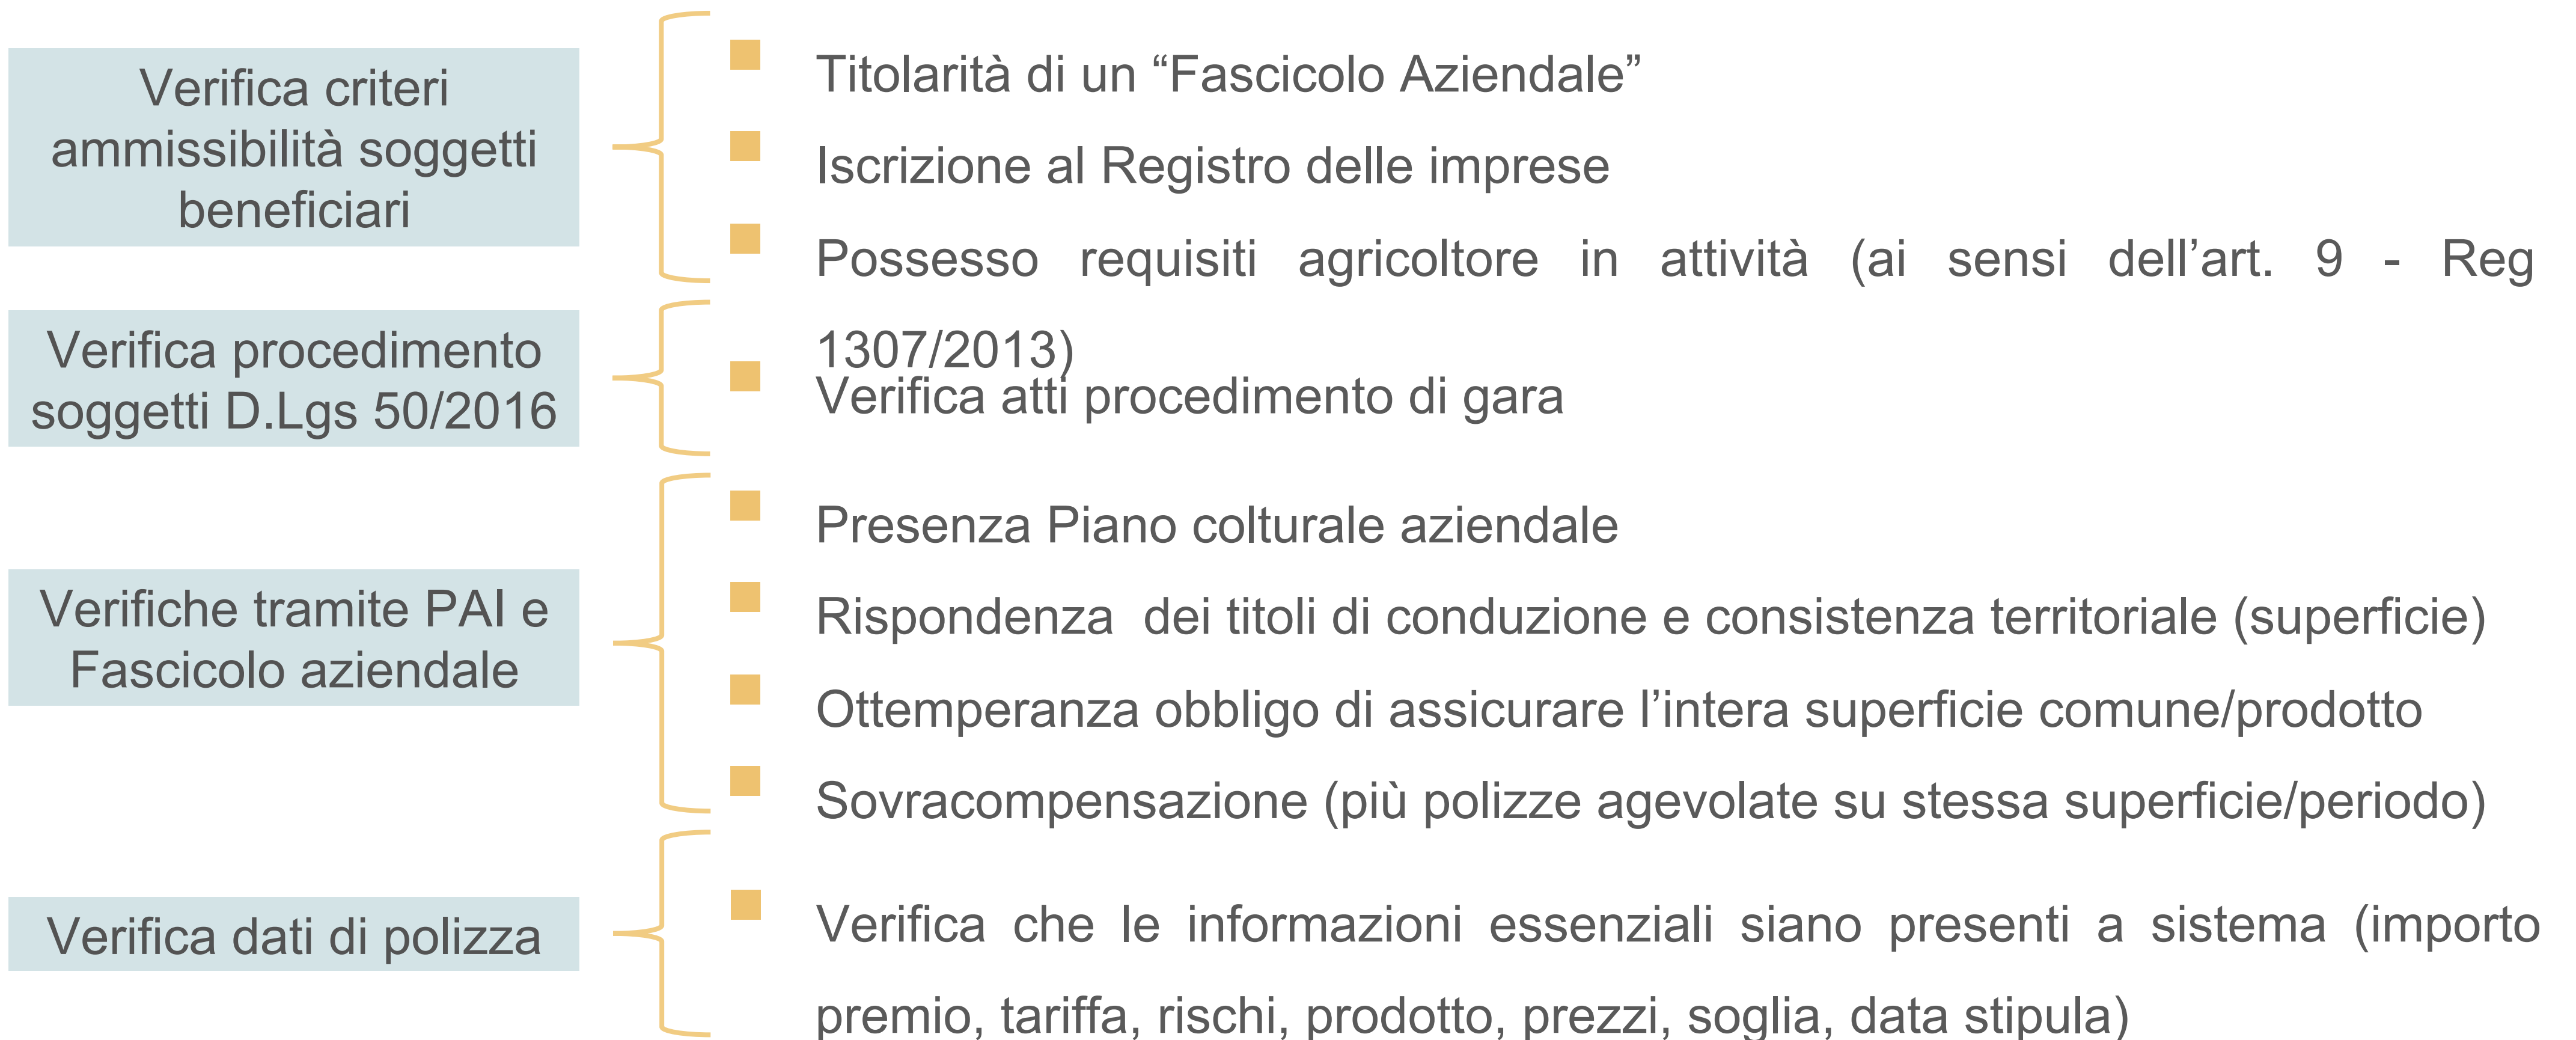 Verifica criteri
ammissibilità soggetti
beneficiari
Titolarità di un “Fascicolo Aziendale”
Iscrizione al Registro delle imprese
Possesso requisiti agricoltore in attività (ai sensi dell’art. 9 - Reg
1307/2013)
Verifica procedimento
soggetti D.Lgs 50/2016
Verifica atti procedimento di gara
Verifiche tramite PAI e
Fascicolo aziendale
Presenza Piano colturale aziendale
Rispondenza dei titoli di conduzione e consistenza territoriale (superficie)
Ottemperanza obbligo di assicurare l’intera superficie comune/prodotto
Sovracompensazione (più polizze agevolate su stessa superficie/periodo)
Verifica dati di polizza
Verifica che le informazioni essenziali siano presenti a sistema (importo
premio, tariffa, rischi, prodotto, prezzi, soglia, data stipula)